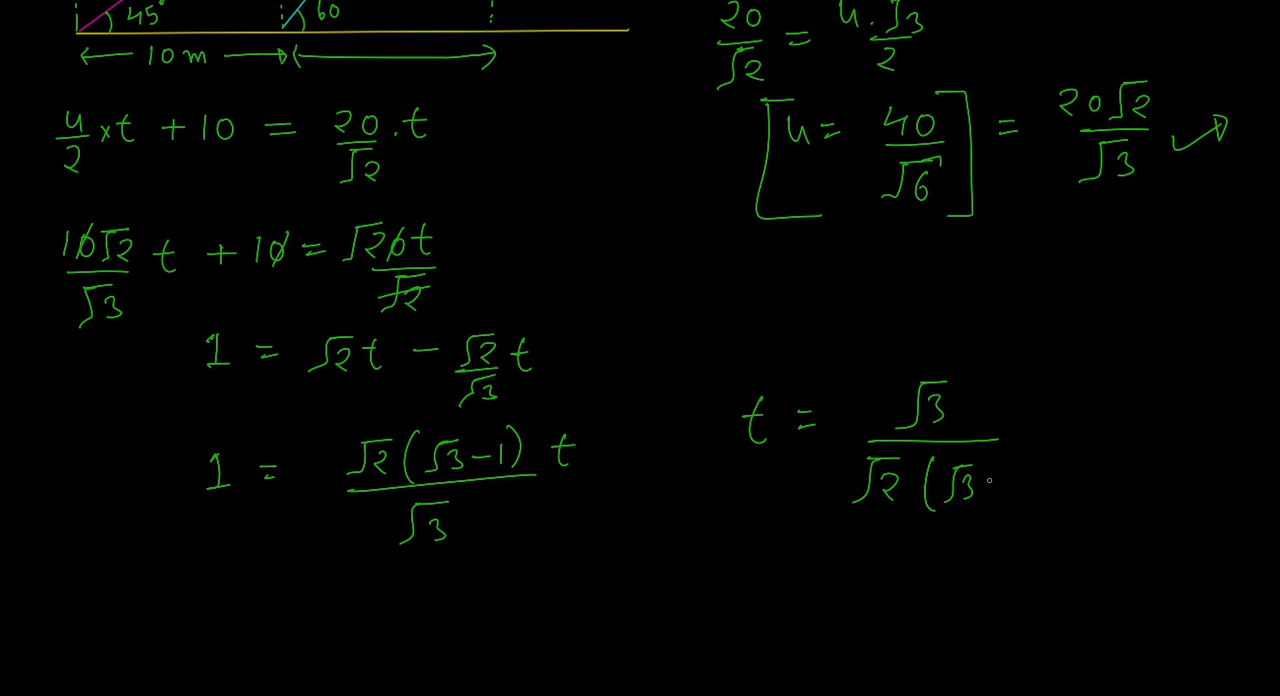 45° 60
← 10 m →
u/2 × t + 10 = 20/√2 . t
10√2/√3 t + 10 = √2 0t/√2
1 = √2 t − √2/√3 t
1 = √2(√3−1)/√3 t
20/√2 = u.√3/2
[u = 40/√6] = 20√2/√3
t = √3/√2(√3